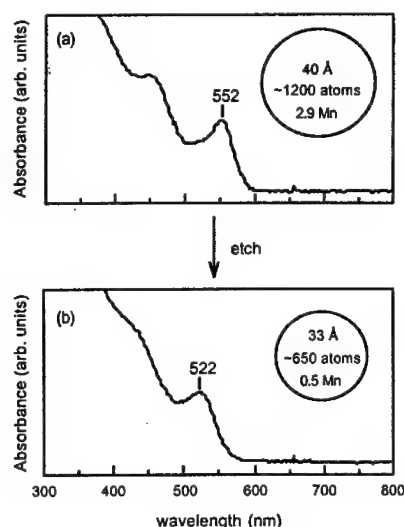 Absorbance (arb. units)
(a)
552
40 Å
~1200 atoms
2.9 Mn
etch
Absorbance (arb. units)
(b)
522
33 Å
~650 atoms
0.5 Mn
300 400 500 600 700 800
wavelength (nm)